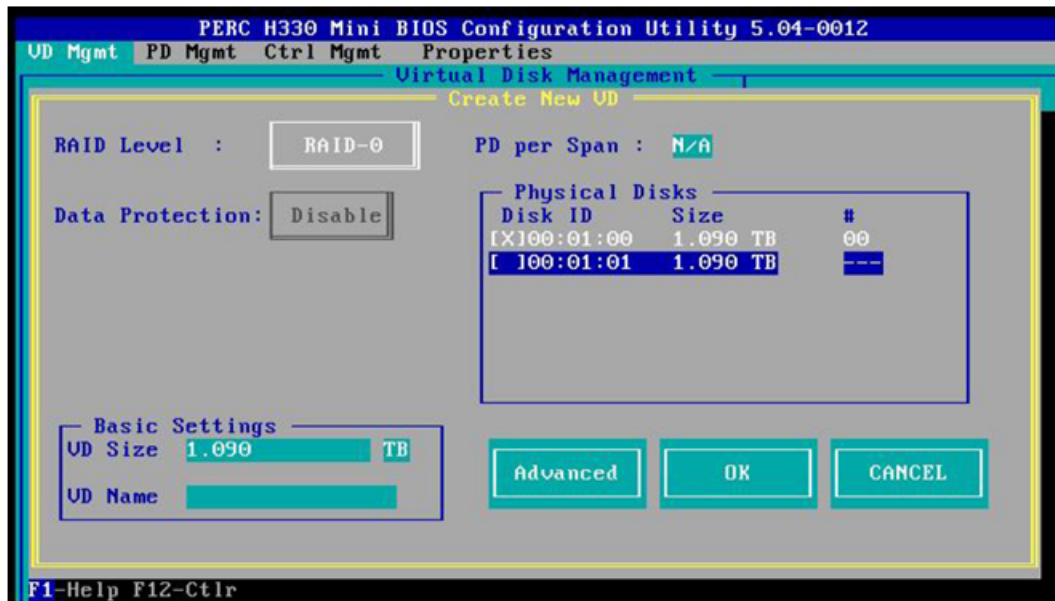 PERC H330 Mini BIOS Configuration Utility 5.04-0012
VD Mgmt PD Mgmt Ctrl Mgmt Properties
Virtual Disk Management
Create New VD
RAID Level : RAID-0 PD per Span : N/A
Data Protection: Disable
Physical Disks
Disk ID Size #
[X]00:01:00 1.090 TB 00
[ ]00:01:01 1.090 TB ---
Basic Settings
VD Size 1.090 TB
VD Name
Advanced OK CANCEL
F1-Help F12-Ctlr